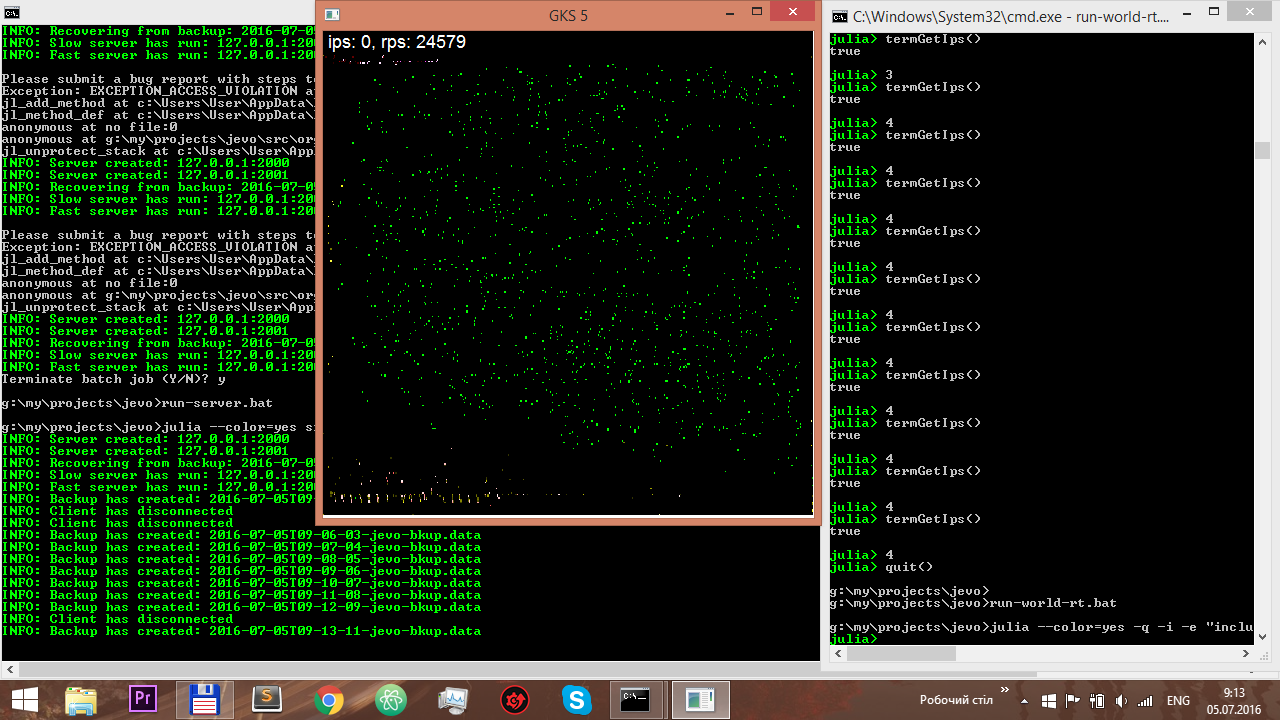 INFO: Recovering from backup: 2016-07-05
INFO: Slow server has run: 127.0.0.1:200
INFO: Fast server has run: 127.0.0.1:200
Please submit a bug report with steps to
Exception: EXCEPTION_ACCESS_VIOLATION a
jl_add_method at c:\Users\User\AppData\
jl_method_def at c:\Users\User\AppData\
anonymous at no file:0
anonymous at g:\my\projects\jevo\src\org
jl_unprotect_stack at c:\Users\User\App
INFO: Server created: 127.0.0.1:2000
INFO: Server created: 127.0.0.1:2001
INFO: Recovering from backup: 2016-07-05
INFO: Slow server has run: 127.0.0.1:200
INFO: Fast server has run: 127.0.0.1:200
Please submit a bug report with steps to
Exception: EXCEPTION_ACCESS_VIOLATION a
jl_add_method at c:\Users\User\AppData\
jl_method_def at c:\Users\User\AppData\
anonymous at no file:0
anonymous at g:\my\projects\jevo\src\org
jl_unprotect_stack at c:\Users\User\App
INFO: Server created: 127.0.0.1:2000
INFO: Server created: 127.0.0.1:2001
INFO: Recovering from backup: 2016-07-05
INFO: Slow server has run: 127.0.0.1:200
INFO: Fast server has run: 127.0.0.1:200
Terminate batch job (Y/N)? y
g:\my\projects\jevo>run-server.bat
g:\my\projects\jevo>julia --color=yes s
INFO: Server created: 127.0.0.1:2000
INFO: Server created: 127.0.0.1:2001
INFO: Recovering from backup: 2016-07-05
INFO: Slow server has run: 127.0.0.1:200
INFO: Fast server has run: 127.0.0.1:200
INFO: Backup has created: 2016-07-05T09
INFO: Client has disconnected
INFO: Client has disconnected
INFO: Backup has created: 2016-07-05T09-06-03-jevo-bkup.data
INFO: Backup has created: 2016-07-05T09-07-04-jevo-bkup.data
INFO: Backup has created: 2016-07-05T09-08-05-jevo-bkup.data
INFO: Backup has created: 2016-07-05T09-09-06-jevo-bkup.data
INFO: Backup has created: 2016-07-05T09-10-07-jevo-bkup.data
INFO: Backup has created: 2016-07-05T09-11-08-jevo-bkup.data
INFO: Backup has created: 2016-07-05T09-12-09-jevo-bkup.data
INFO: Client has disconnected
INFO: Backup has created: 2016-07-05T09-13-11-jevo-bkup.data
GKS 5
ips: 0, rps: 24579
C:\Windows\System32\cmd.exe - run-world-rt....
julia> termGetIps()
true
julia> 3
julia> termGetIps()
true
julia> 4
julia> termGetIps()
true
julia> 4
julia> termGetIps()
true
julia> 4
julia> termGetIps()
true
julia> 4
julia> termGetIps()
true
julia> 4
julia> termGetIps()
true
julia> 4
julia> termGetIps()
true
julia> 4
julia> termGetIps()
true
julia> 4
julia> termGetIps()
true
julia> 4
julia> termGetIps()
true
julia> 4
julia> quit()
g:\my\projects\jevo>
g:\my\projects\jevo>run-world-rt.bat
g:\my\projects\jevo>julia --color=yes -q -i -e "inclu
julia>
Pr
S
Робочий стіл
ENG
9:13
05.07.2016